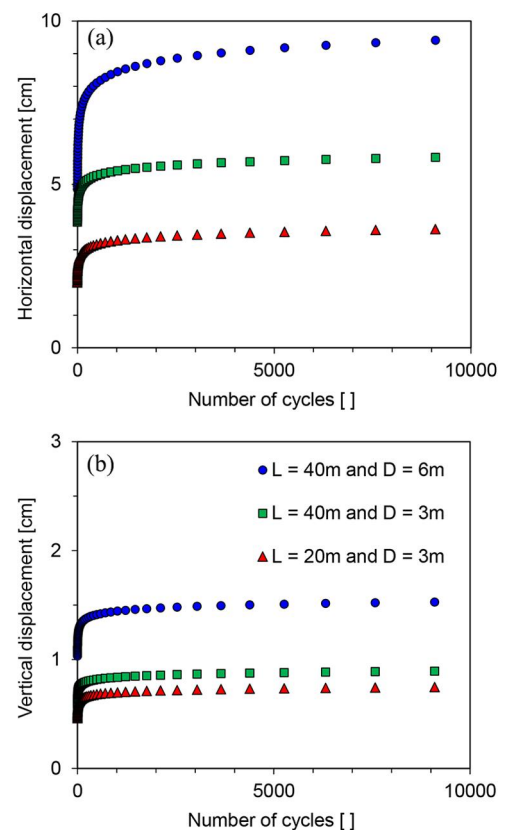 (a)
10
5
0
Horizontal displacement [cm]
0 5000 10000
Number of cycles [ ]
(b)
3
2
1
0
Vertical displacement [cm]
L = 40m and D = 6m
L = 40m and D = 3m
L = 20m and D = 3m
0 5000 10000
Number of cycles [ ]